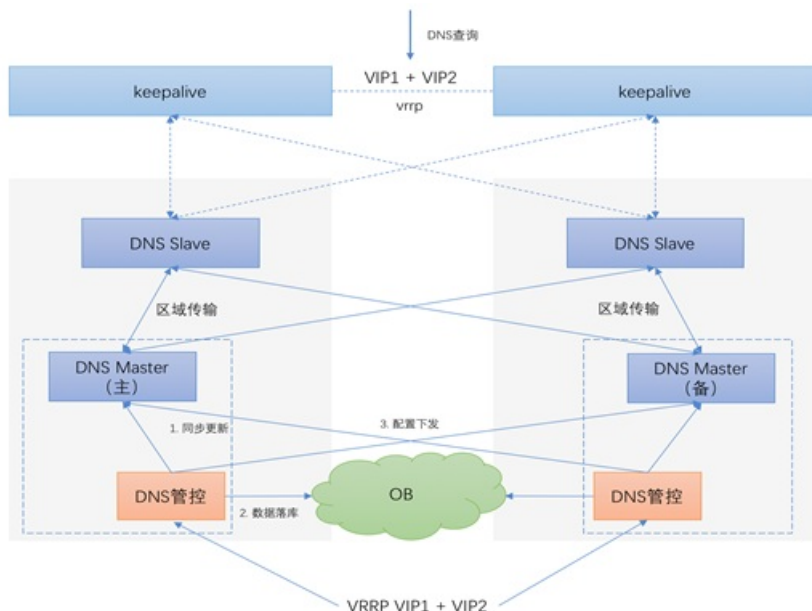 DNS查询
VIP1 + VIP2
keepalive
keepalive
vrrp
DNS Slave
DNS Slave
区域传输
区域传输
DNS Master
（主）
DNS Master
（备）
1. 同步更新
3. 配置下发
DNS管控
OB
DNS管控
2. 数据落库
VRRP VIP1 + VIP2